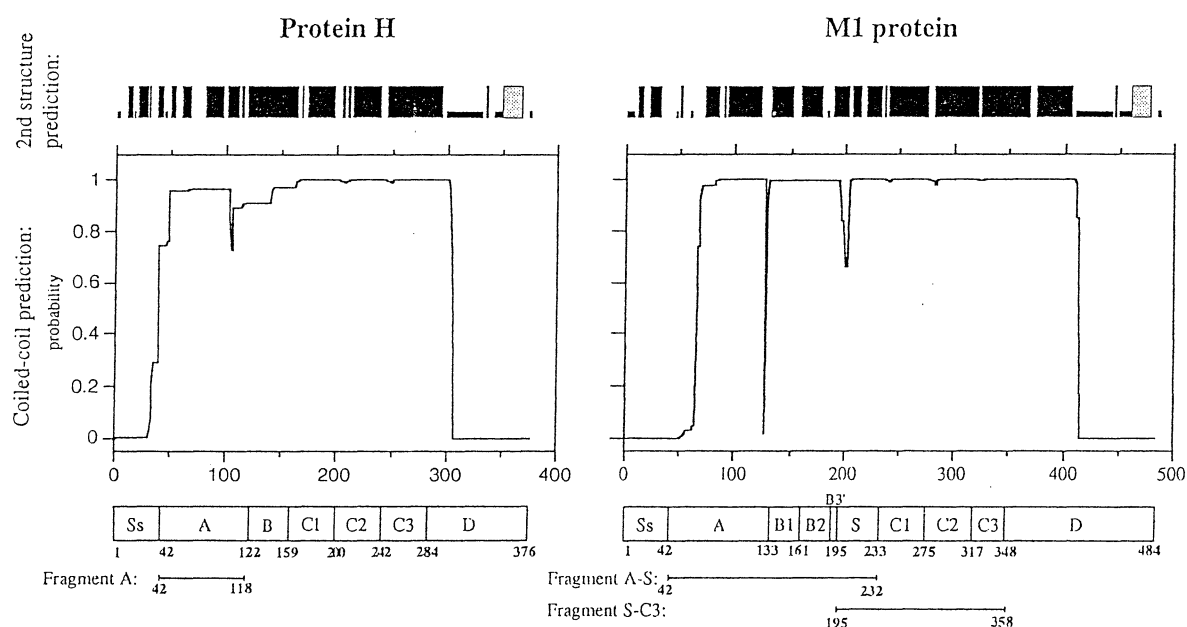 Protein H
M1 protein
2nd structure
prediction:
Coiled-coil prediction:
probability
1
0.8
0.6
0.4
0.2
0
0 100 200 300 400
0 100 200 300 400 500
B3'
Ss A B C1 C2 C3 D
1 42 122 159 200 242 284 376
Ss A B1 B2 S C1 C2 C3 D
1 42 133 161 195 233 275 317 348 484
Fragment A:
42 118
Fragment A-S:
42 232
Fragment S-C3:
195 358